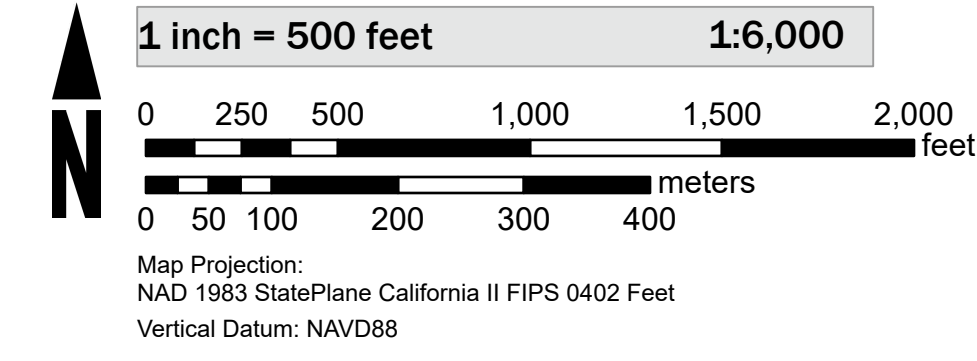 1 inch = 500 feet 1:6,000
0 250 500 1,000 1,500 2,000
feet
N
meters
0 50 100 200 300 400
Map Projection:
NAD 1983 StatePlane California II FIPS 0402 Feet
Vertical Datum: NAVD88